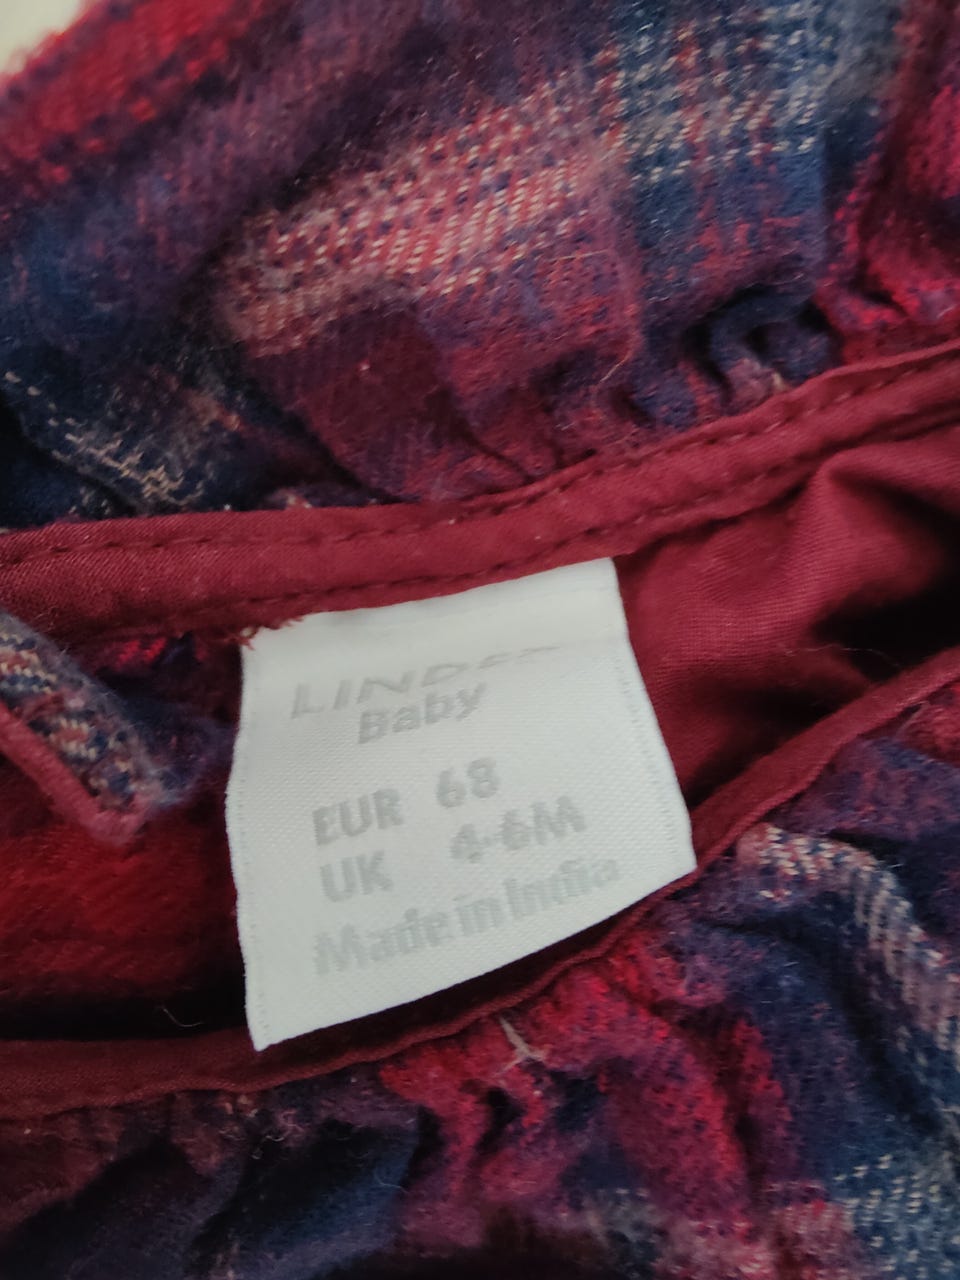 Baby
EUR 68
UK 4-6M
Made in India